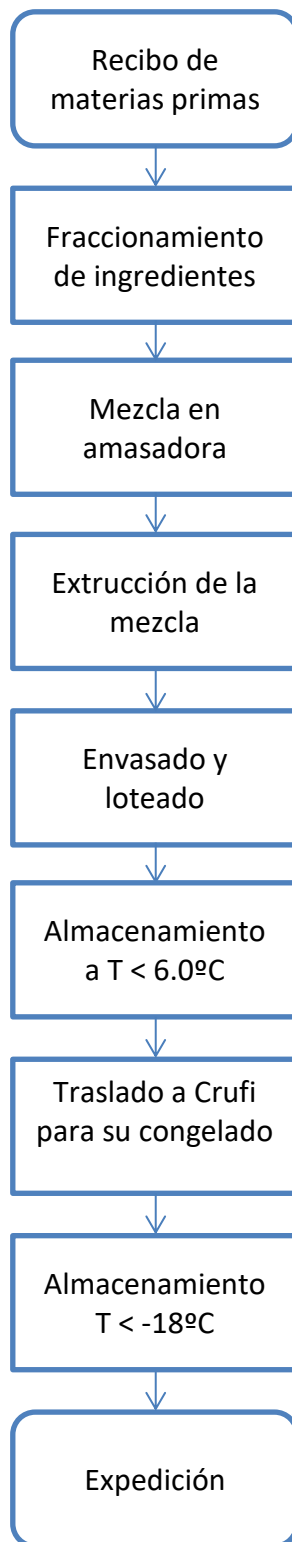 Recibo de
materias primas
Fraccionamiento
de ingredientes
Mezcla en
amasadora
Extrucción de la
mezcla
Envasado y
loteado
Almacenamiento
a T < 6.0ºC
Traslado a Crufi
para su congelado
Almacenamiento
T < -18ºC
Expedición